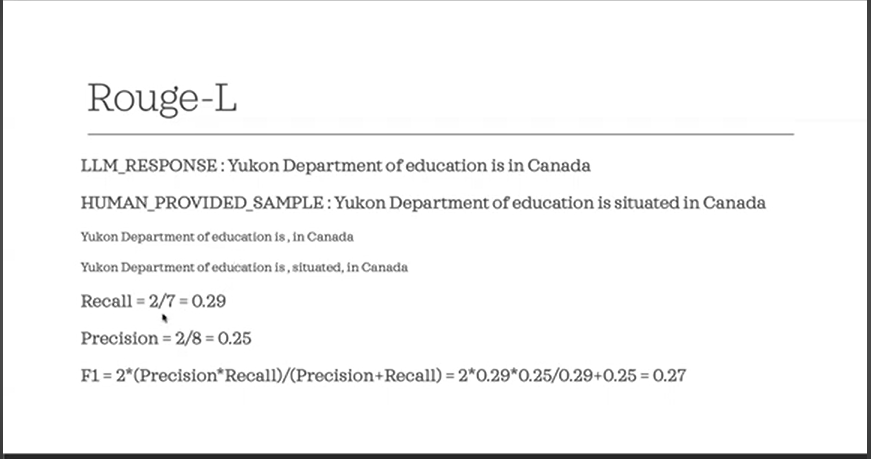 Rouge-L
LLM_RESPONSE : Yukon Department of education is in Canada
HUMAN_PROVIDED_SAMPLE : Yukon Department of education is situated in Canada
Yukon Department of education is , in Canada
Yukon Department of education is , situated, in Canada
Recall = 2/7 = 0.29
Precision = 2/8 = 0.25
F1 = 2*(Precision*Recall)/(Precision+Recall) = 2*0.29*0.25/0.29+0.25 = 0.27